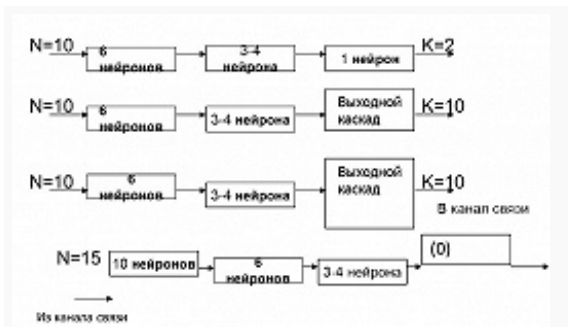 N=10
6 нейронов
3-4 нейрона
1 нейрон
K=2
N=10
6 нейронов
3-4 нейрона
Выходной каскад
K=10
N=10
6 нейронов
3-4 нейрона
Выходной каскад
K=10
В канал связи
N=15
10 нейронов
6 нейронов
3-4 нейрона
(0)
Из канала связи